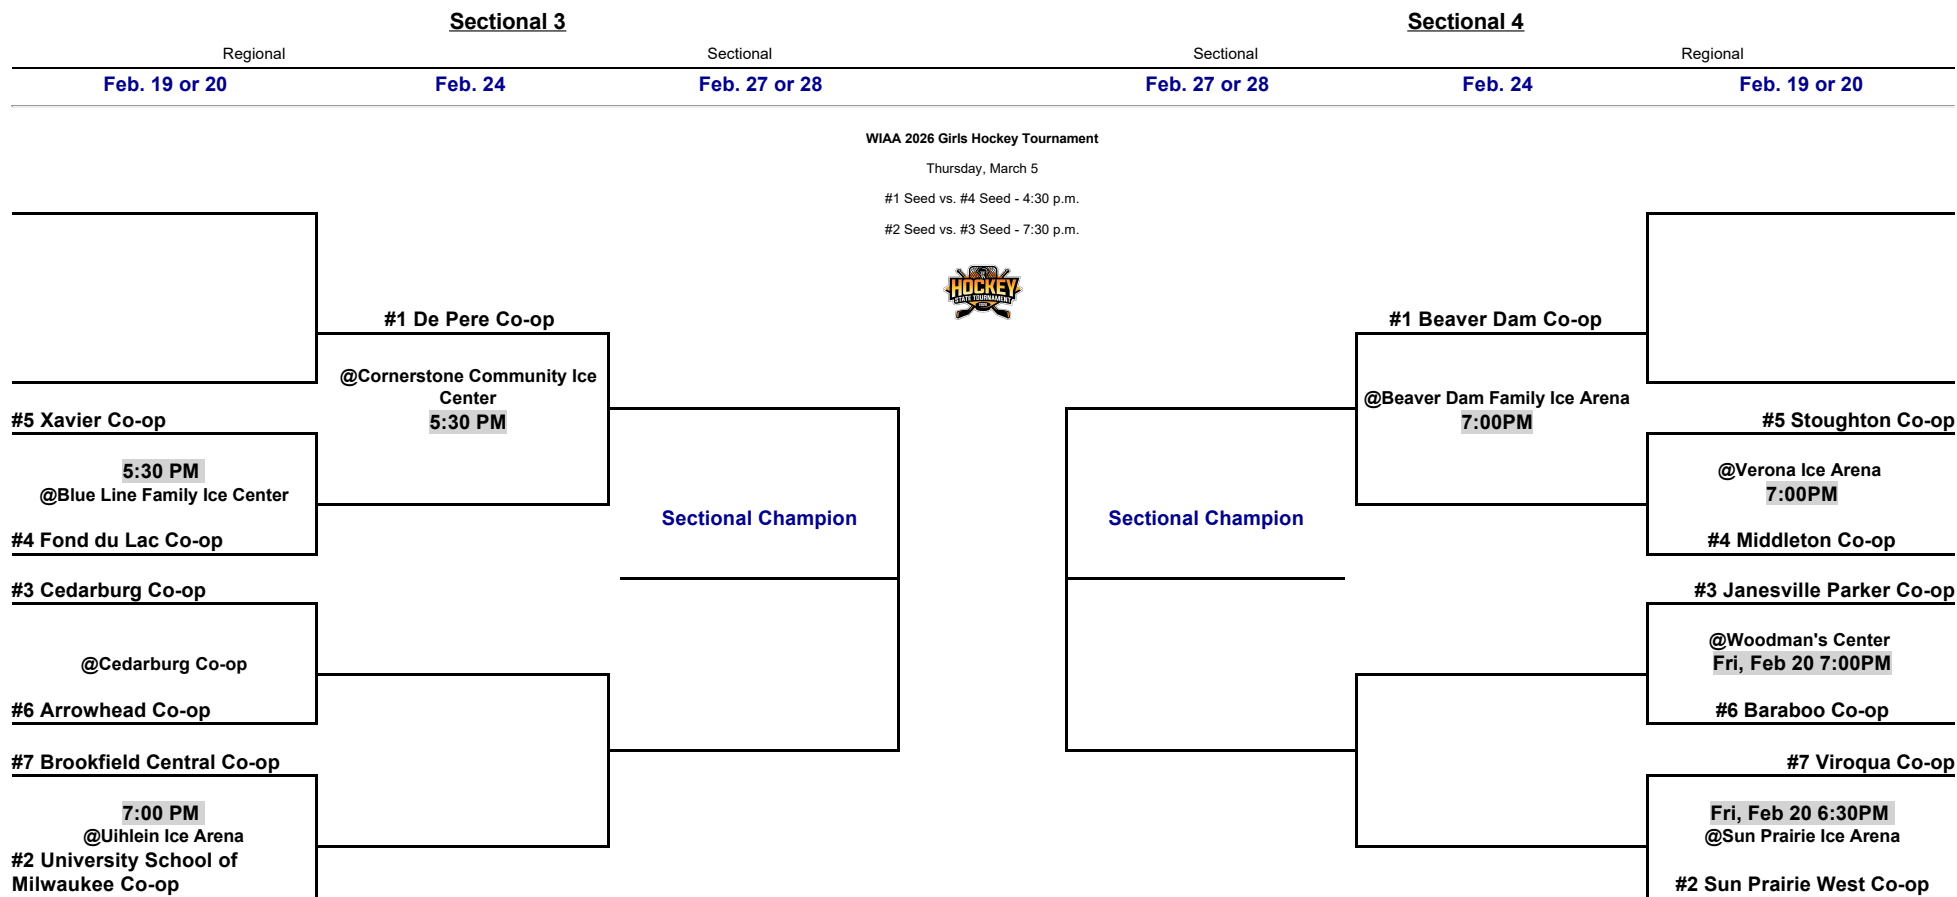 Sectional 3
Sectional 4
Regional
Sectional
Sectional
Regional
Feb. 19 or 20
Feb. 24
Feb. 27 or 28
Feb. 27 or 28
Feb. 24
Feb. 19 or 20
WIAA 2026 Girls Hockey Tournament
Thursday, March 5
#1 Seed vs. #4 Seed - 4:30 p.m.
#2 Seed vs. #3 Seed - 7:30 p.m.
HOCKEY
STATE TOURNAMENT
#1 De Pere Co-op
@Cornerstone Community Ice
Center
5:30 PM
#5 Xavier Co-op
5:30 PM
@Blue Line Family Ice Center
#4 Fond du Lac Co-op
Sectional Champion
#3 Cedarburg Co-op
@Cedarburg Co-op
#6 Arrowhead Co-op
#7 Brookfield Central Co-op
7:00 PM
@Uihlein Ice Arena
#2 University School of
Milwaukee Co-op
#1 Beaver Dam Co-op
@Beaver Dam Family Ice Arena
7:00PM
#5 Stoughton Co-op
@Verona Ice Arena
7:00PM
#4 Middleton Co-op
Sectional Champion
#3 Janesville Parker Co-op
@Woodman's Center
Fri, Feb 20 7:00PM
#6 Baraboo Co-op
#7 Viroqua Co-op
Fri, Feb 20 6:30PM
@Sun Prairie Ice Arena
#2 Sun Prairie West Co-op